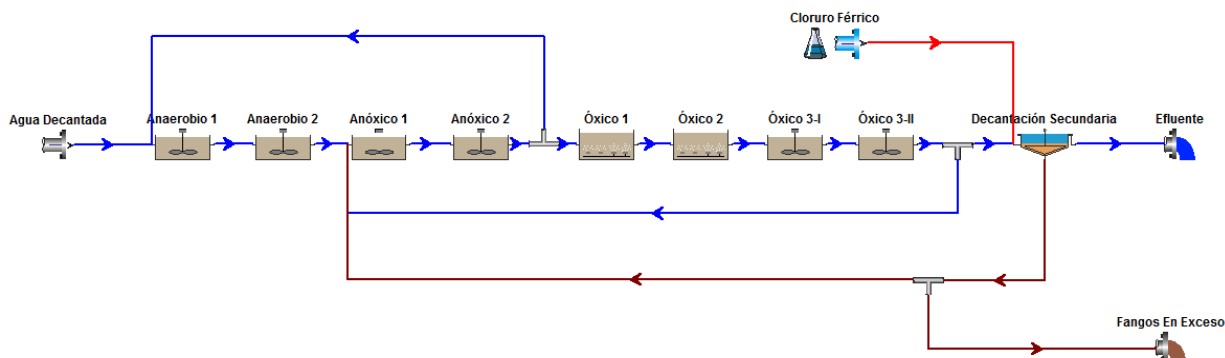 Cloruro Férrico
Agua Decantada
Anaerobio 1
Anaerobio 2
Anóxico 1
Anóxico 2
Óxico 1
Óxico 2
Óxico 3-I
Óxico 3-II
Decantación Secundaria
Efluente
Fangos En Exceso